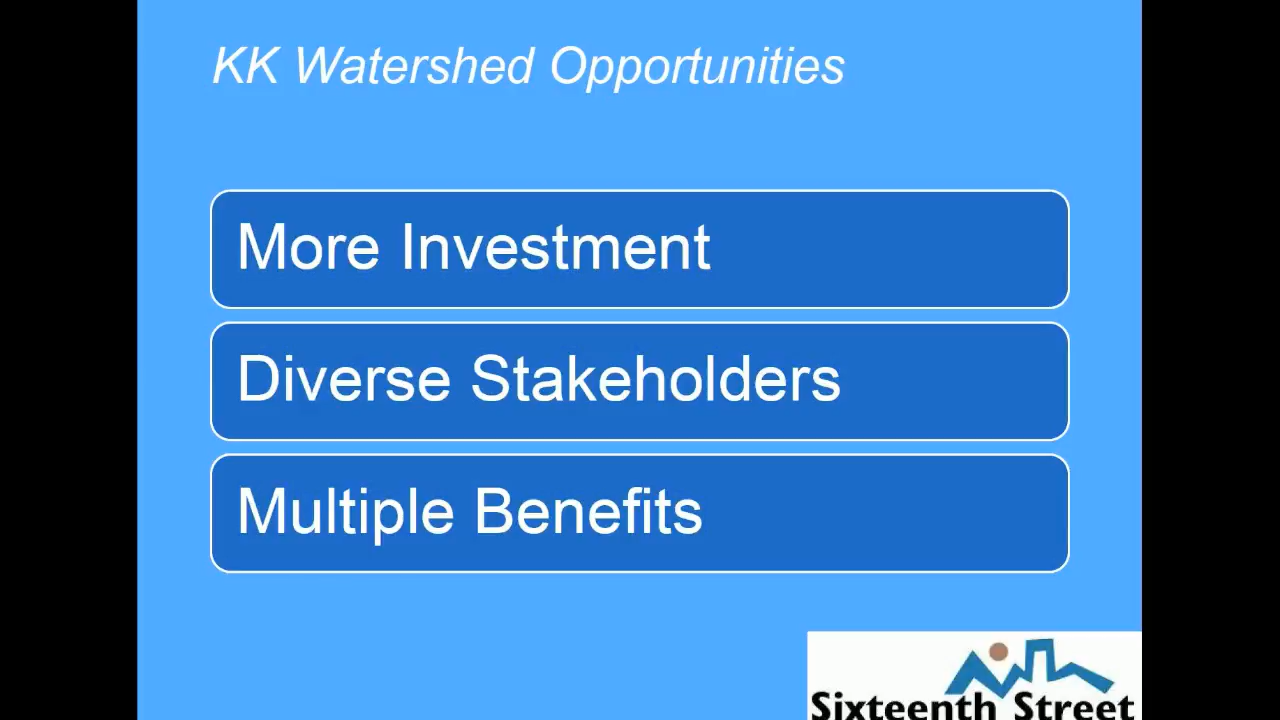 KK Watershed Opportunities
More Investment
Diverse Stakeholders
Multiple Benefits
Sixteenth Street